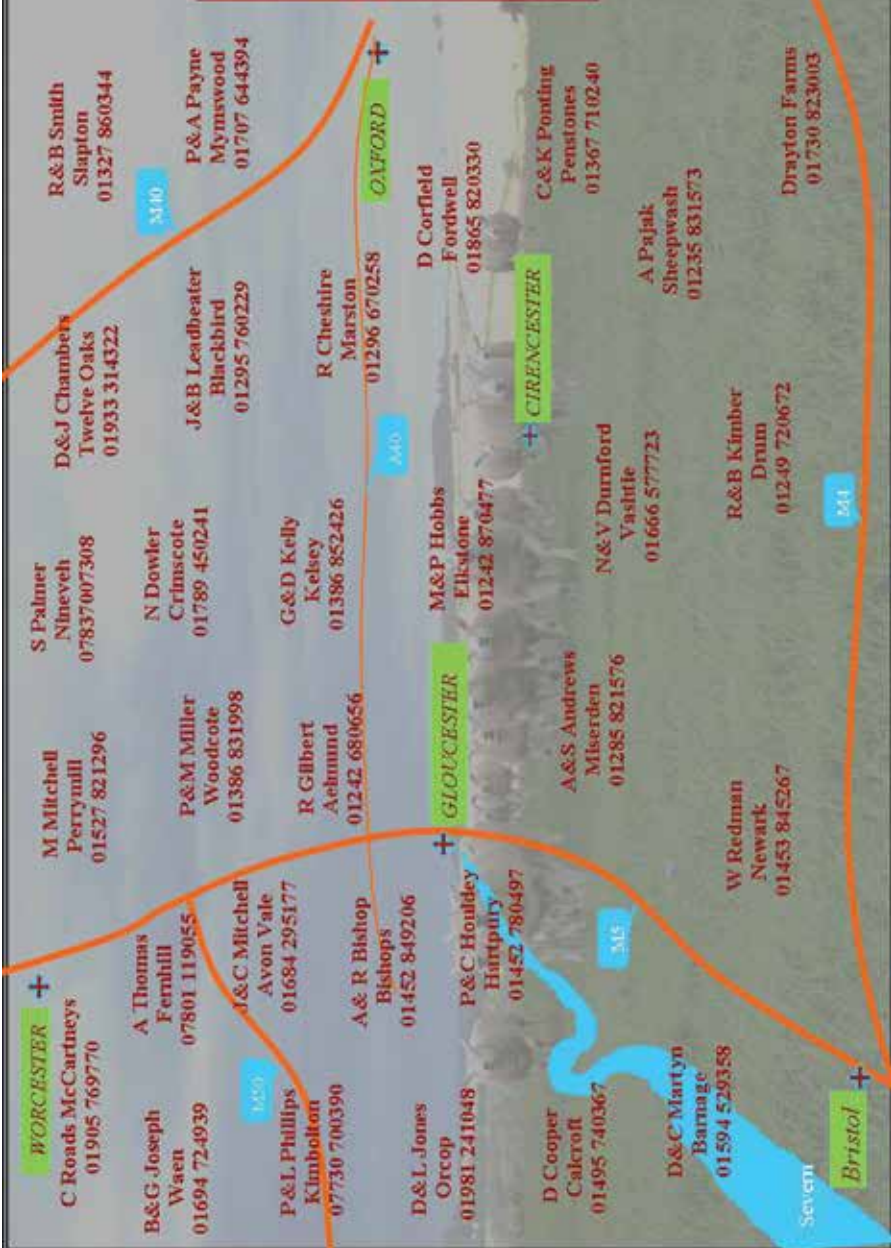 WORCESTER
C Roads McCartneys
01905 769770
M Mitchell
Perrymill
01527 821296
S Palmer
Nineveh
07837007308
D&J Chambers
Twelve Oaks
01933 314322
R&B Smith
Slapton
01327 860344
M40
B&G Joseph
Waen
01694 724939
A Thomas
Fernhill
07801 119055
P&M Miller
Woodcote
01386 831998
N Dowler
Crimscote
01789 450241
J&B Leadbeater
Blackbird
01295 760229
P&A Payne
Mymswood
01707 644394
M50
P&L Phillips
Kimbolton
07730 700390
J&C Mitchell
Avon Vale
01684 295177
R Gilbert
Aelmund
01242 680656
G&D Kelly
Kelsey
01386 852426
R Cheshire
Marston
01296 670258
OXFORD
A40
D&L Jones
Orcop
01981 241048
A& R Bishop
Bishops
01452 849206
GLOUCESTER
M&P Hobbs
Elkstone
01242 870477
D Corfield
Fordwell
01865 820330
P&C Houldey
Hartpury
01452 780497
CIRENCESTER
C&K Ponting
Penstones
01367 710240
D Cooper
Calcroft
01495 740367
M5
A&S Andrews
Miserden
01285 821576
N&V Durnford
Vashtie
01666 577723
A Pajak
Sheepwash
01235 831573
D&C Martyn
Barnage
01594 529358
W Redman
Newark
01453 845267
R&B Kimber
Drum
01249 720672
Drayton Farms
01730 823003
M4
Severn
Bristol